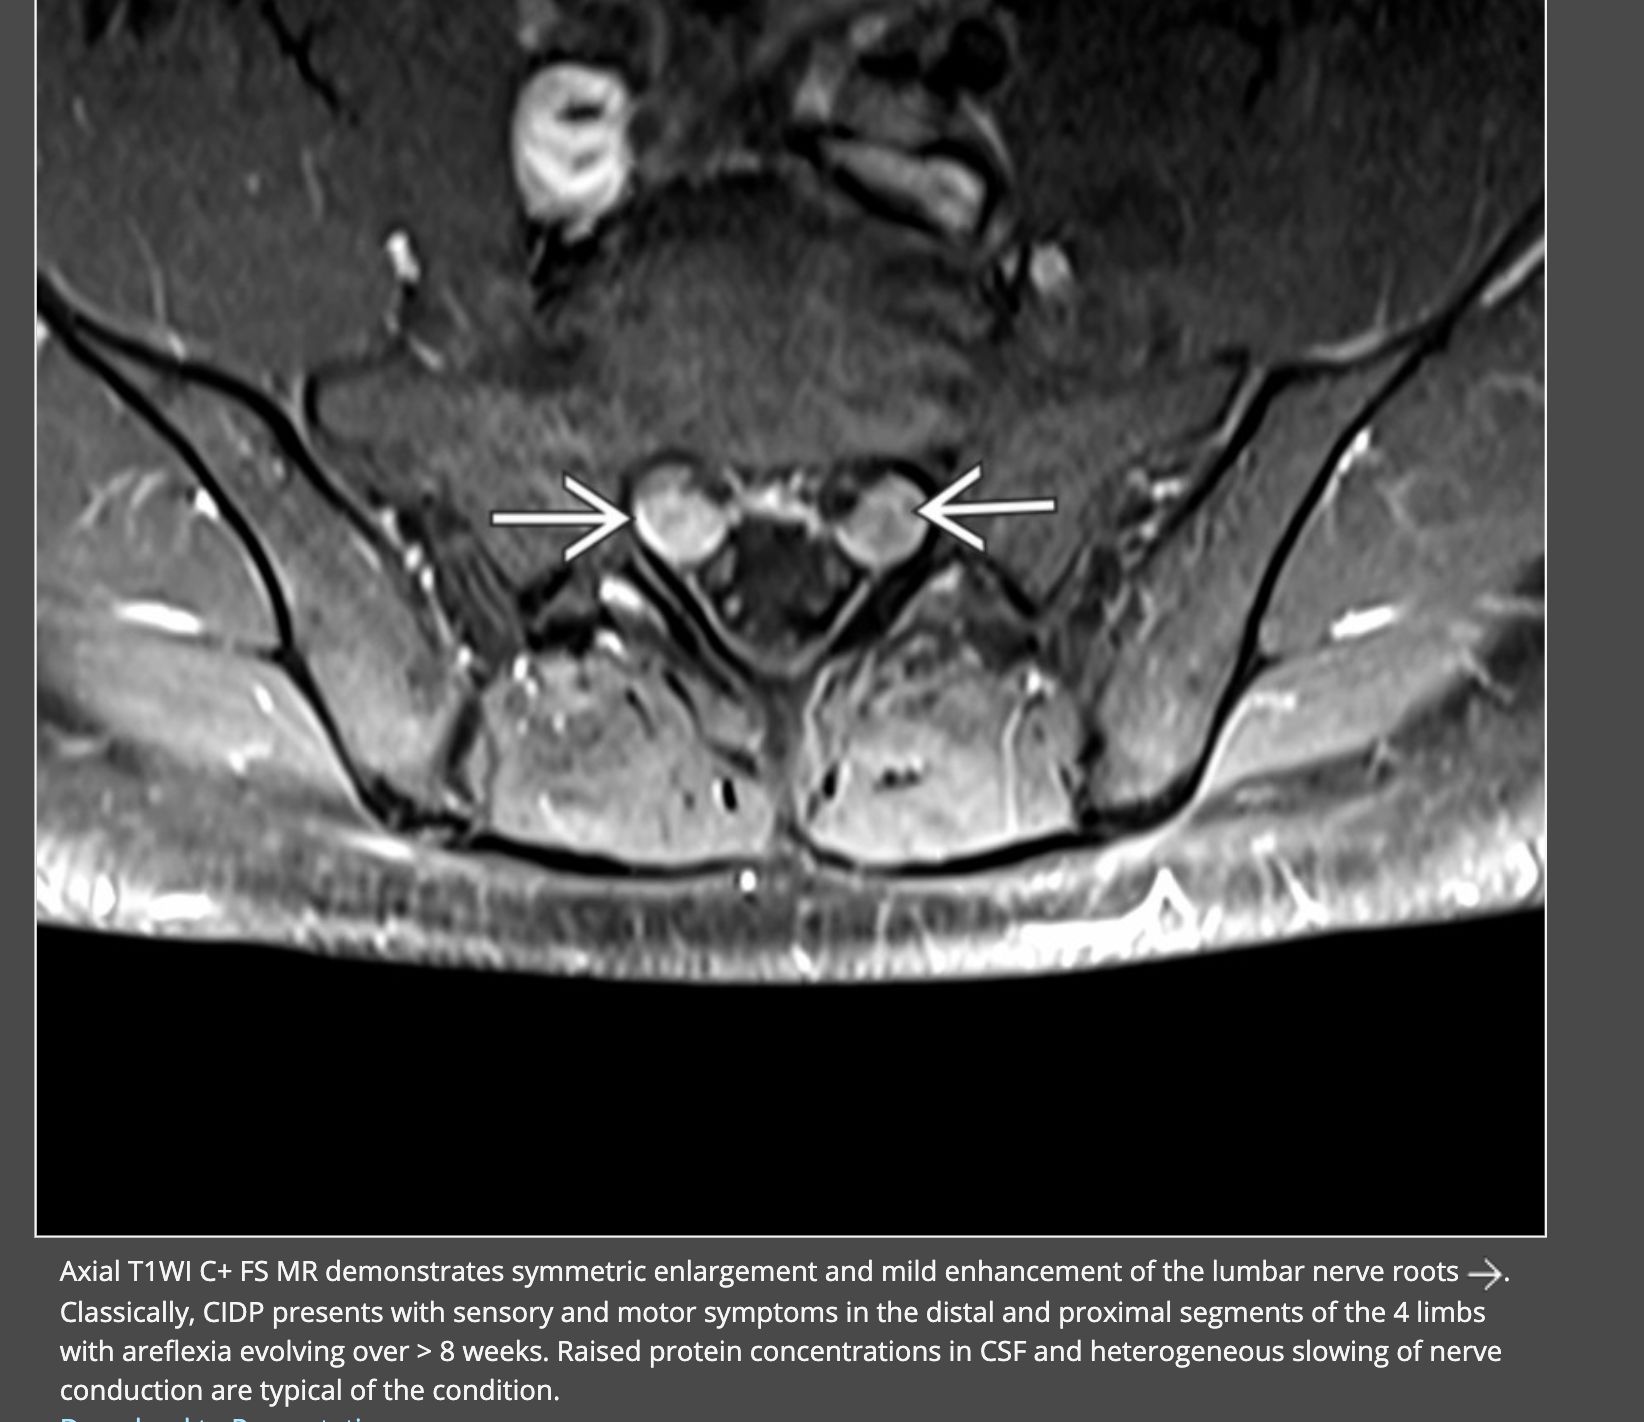 Axial T1WI C+ FS MR demonstrates symmetric enlargement and mild enhancement of the lumbar nerve roots →.
Classically, CIDP presents with sensory and motor symptoms in the distal and proximal segments of the 4 limbs
with areflexia evolving over > 8 weeks. Raised protein concentrations in CSF and heterogeneous slowing of nerve
conduction are typical of the condition.